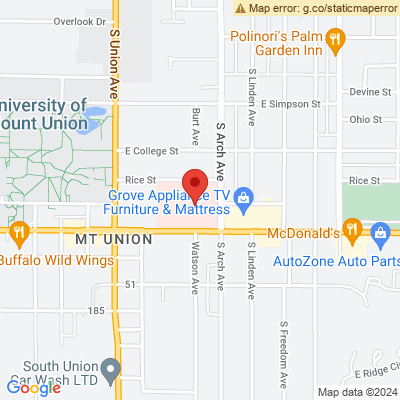 Map error: g.co/staticmaperror
Overlook Dr
S Union Ave
Polinori's Palm
Garden Inn
S Linden Ave
Devine St
University of
Mount Union
Burt Ave
S Arch Ave
E Simpson St
Ohio St
E College St
Rice St
Rice St
Grove Appliance TV
Furniture & Mattress
McDonald's
MT UNION
Buffalo Wild Wings
AutoZone Auto Parts
Watson Ave
S Arch Ave
S Linden Ave
51
185
S Freedom Ave
South Union
Car Wash LTD
E Ridge Ci
Google
Map data ©2024